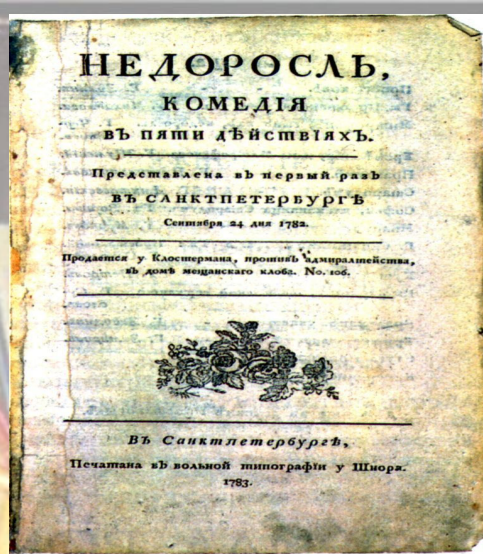 НЕДОРОСЛЬ,
КОМЕДІЯ
ВЪ ПЯТИ ДѢЙСТВІЯХЪ.
Представлена въ первый разъ
ВЪ САНКТПЕТЕРБУРГѢ
Сентября 24 дня 1782.
Продается у Клостермана, противъ адмиралтейства,
въ домѣ мещанскаго клоба. No. 106.
Въ Санктпетербургѣ,
Печатана въ вольной типографіи у Шнора.
1783.